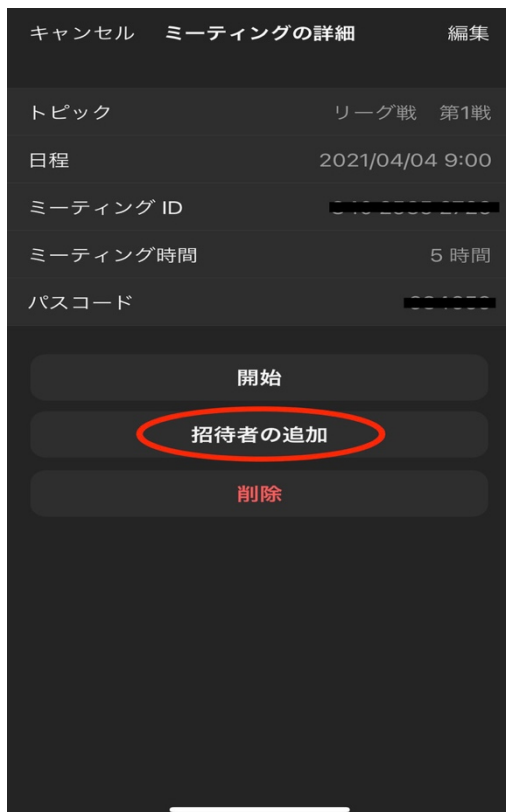 キャンセル ミーティングの詳細 編集
トピック リーグ戦 第1戦
日程 2021/04/04 9:00
ミーティング ID
ミーティング時間 5 時間
パスコード
開始
招待者の追加
削除